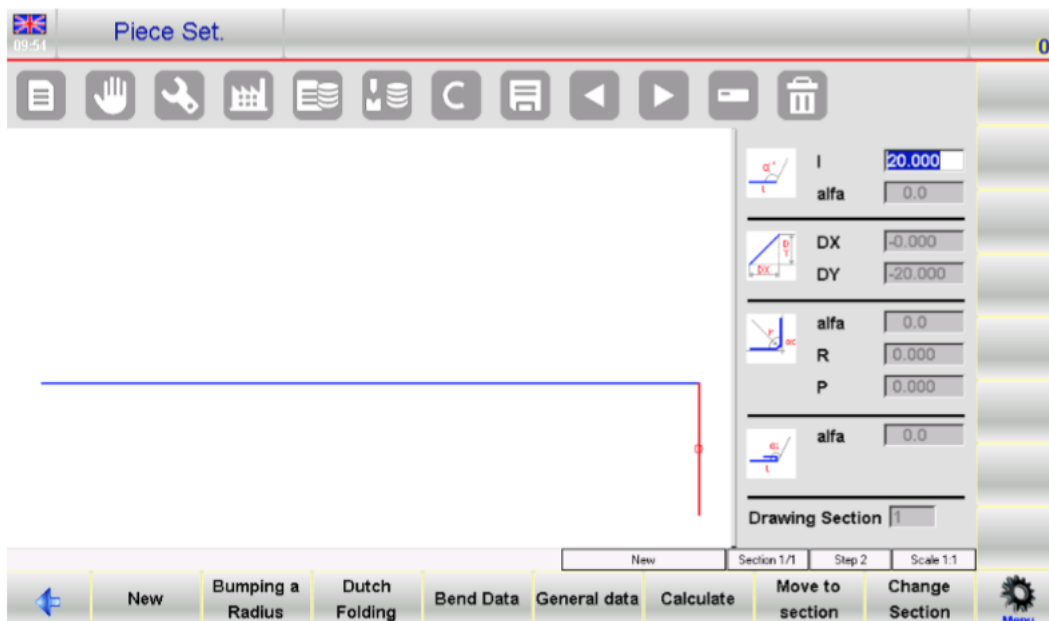 09:54
Piece Set.
0
l
20.000
alfa
0.0
DX
-0.000
DY
-20.000
alfa
0.0
R
0.000
P
0.000
alfa
0.0
Drawing Section
1
New
Section 1/1
Step 2
Scale 1:1
New
Bumping a
Radius
Dutch
Folding
Bend Data
General data
Calculate
Move to
section
Change
Section
Menu